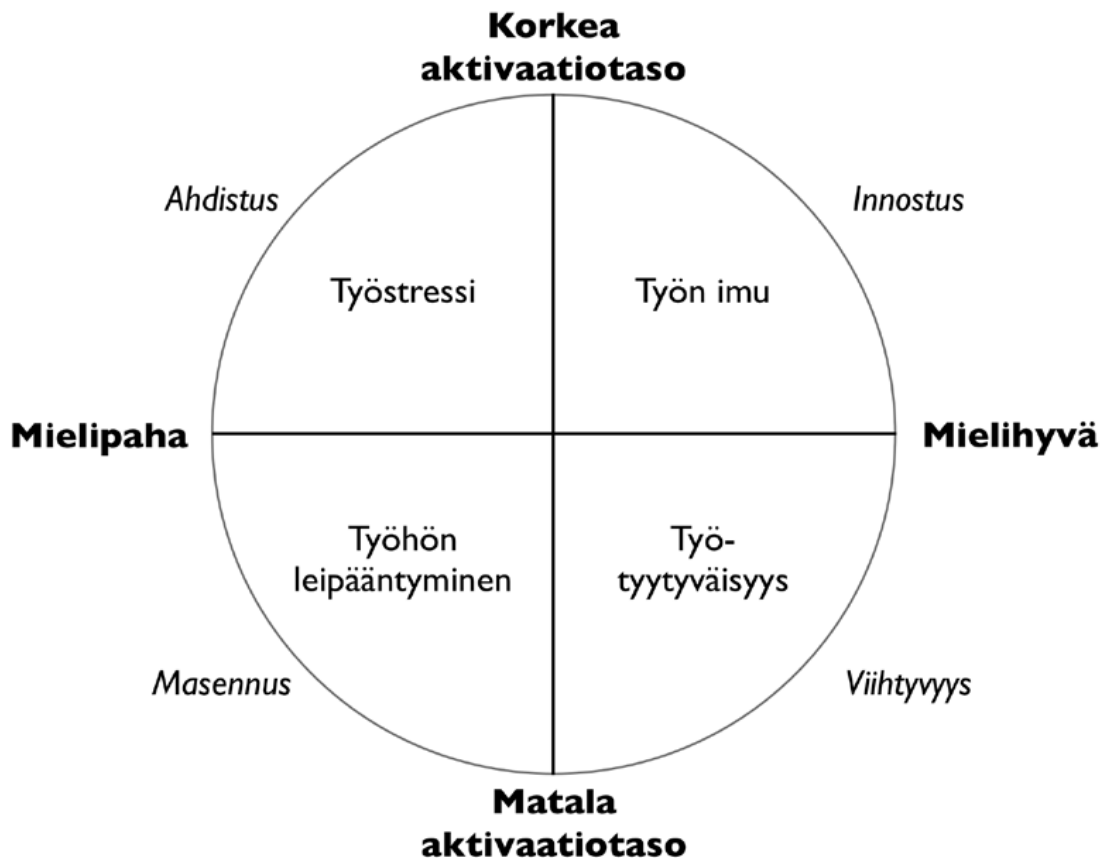 Korkea
aktivaatiotaso
Ahdistus
Innostus
Työstressi
Työn imu
Mielipaha
Mielihyvä
Työhön
leipääntyminen
Työ-
tyytyväisyys
Masennus
Viihtyvyys
Matala
aktivaatiotaso